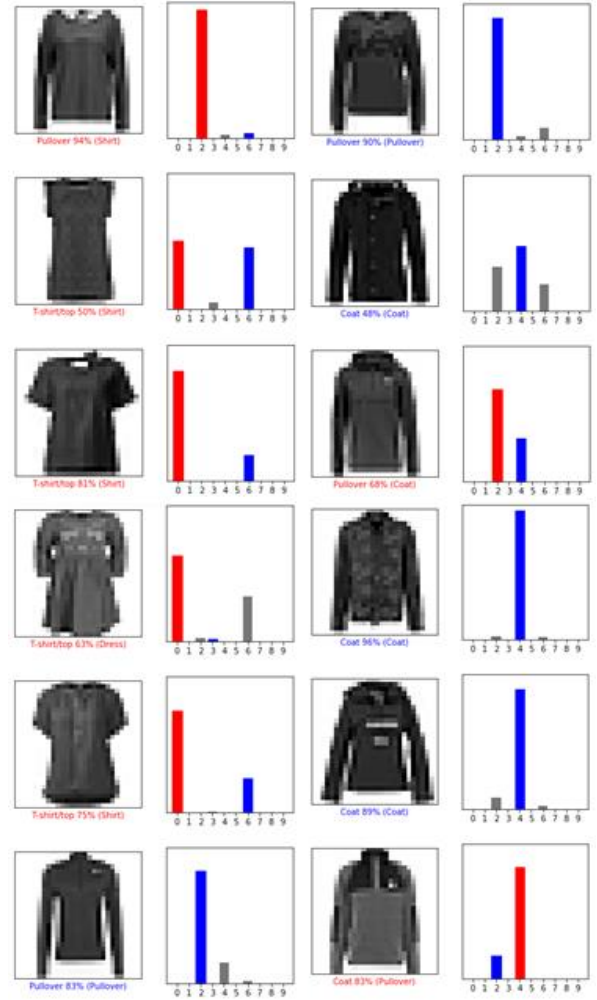 Pullover 94% (Shirt)
0 1 2 3 4 5 6 7 8 9
Pullover 90% (Pullover)
0 1 2 3 4 5 6 7 8 9
T-shirt/top 50% (Shirt)
0 1 2 3 4 5 6 7 8 9
Coat 48% (Coat)
0 1 2 3 4 5 6 7 8 9
T-shirt/top 81% (Shirt)
0 1 2 3 4 5 6 7 8 9
Pullover 68% (Coat)
0 1 2 3 4 5 6 7 8 9
T-shirt/top 63% (Dress)
0 1 2 3 4 5 6 7 8 9
Coat 96% (Coat)
0 1 2 3 4 5 6 7 8 9
T-shirt/top 75% (Shirt)
0 1 2 3 4 5 6 7 8 9
Coat 89% (Coat)
0 1 2 3 4 5 6 7 8 9
Pullover 83% (Pullover)
0 1 2 3 4 5 6 7 8 9
Coat 83% (Pullover)
0 1 2 3 4 5 6 7 8 9